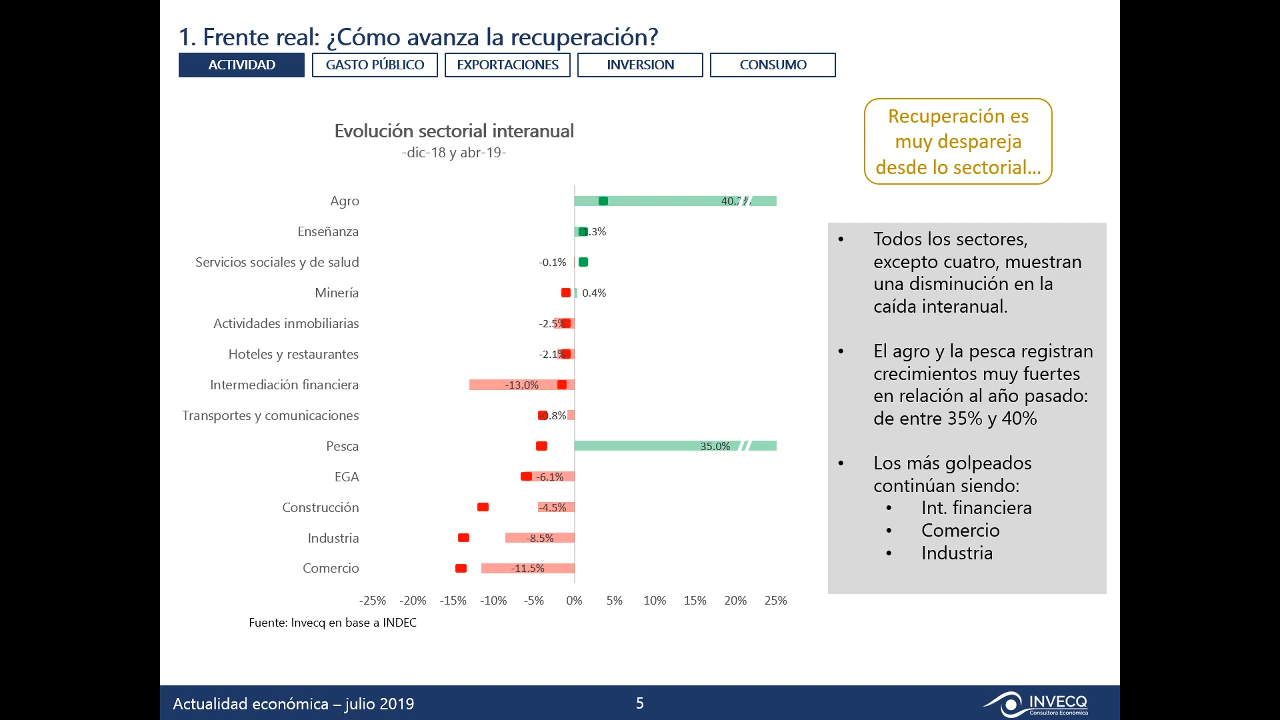 1. Frente real: ¿Cómo avanza la recuperación?
ACTIVIDAD
GASTO PÚBLICO
EXPORTACIONES
INVERSION
CONSUMO
Evolución sectorial interanual
-dic-18 y abr-19-
Agro
Enseñanza
Servicios sociales y de salud
-0.1%
Minería
0.4%
Actividades inmobiliarias
-2.5%
Hoteles y restaurantes
-2.1%
Intermediación financiera
-13.0%
Transportes y comunicaciones
Pesca
35.0%
EGA
-6.1%
Construcción
-4.5%
Industria
-8.5%
Comercio
-11.5%
-25% -20% -15% -10% -5% 0% 5% 10% 15% 20% 25%
Fuente: Invecq en base a INDEC
Recuperación es
muy despareja
desde lo sectorial...
• Todos los sectores,
excepto cuatro, muestran
una disminución en la
caída interanual.
• El agro y la pesca registran
crecimientos muy fuertes
en relación al año pasado:
de entre 35% y 40%
• Los más golpeados
continúan siendo:
• Int. financiera
• Comercio
• Industria
Actualidad económica – julio 2019
5
INVECQ
Consultora Económica